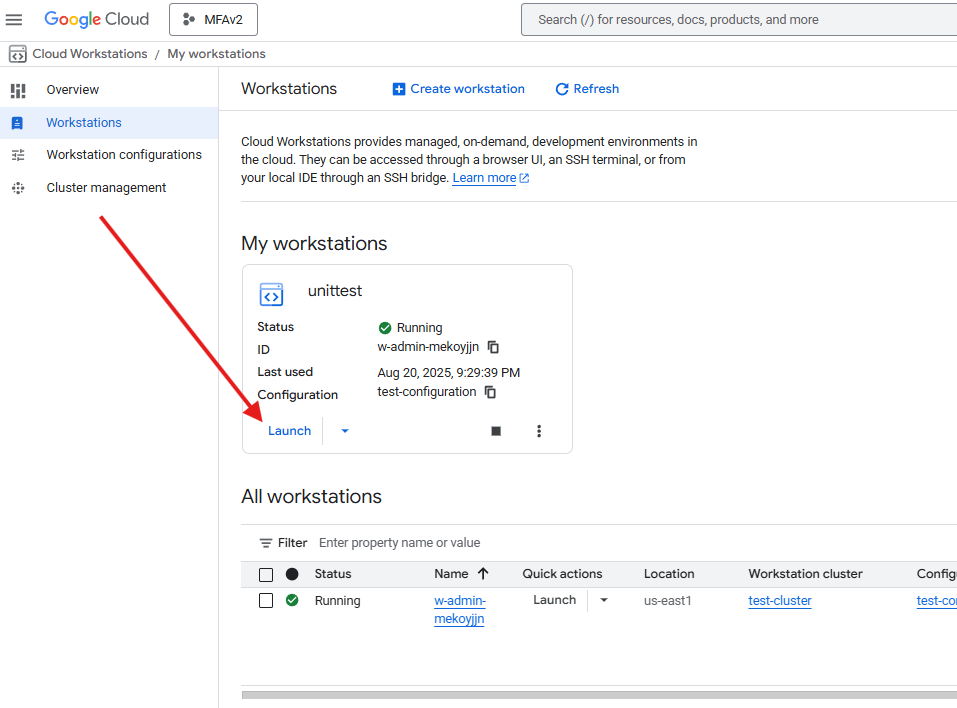 Google Cloud MFAv2 Search (/) for resources, docs, products, and more
Cloud Workstations / My workstations
Overview
Workstations
Workstation configurations
Cluster management
Workstations Create workstation Refresh
Cloud Workstations provides managed, on-demand, development environments in
the cloud. They can be accessed through a browser UI, an SSH terminal, or from
your local IDE through an SSH bridge. Learn more
My workstations
unittest
Status Running
ID w-admin-mekoyjjn
Last used Aug 20, 2025, 9:29:39 PM
Configuration test-configuration
Launch
All workstations
Filter Enter property name or value
Status Name Quick actions Location Workstation cluster Config
Running w-admin- Launch us-east1 test-cluster test-co
mekoyjjn